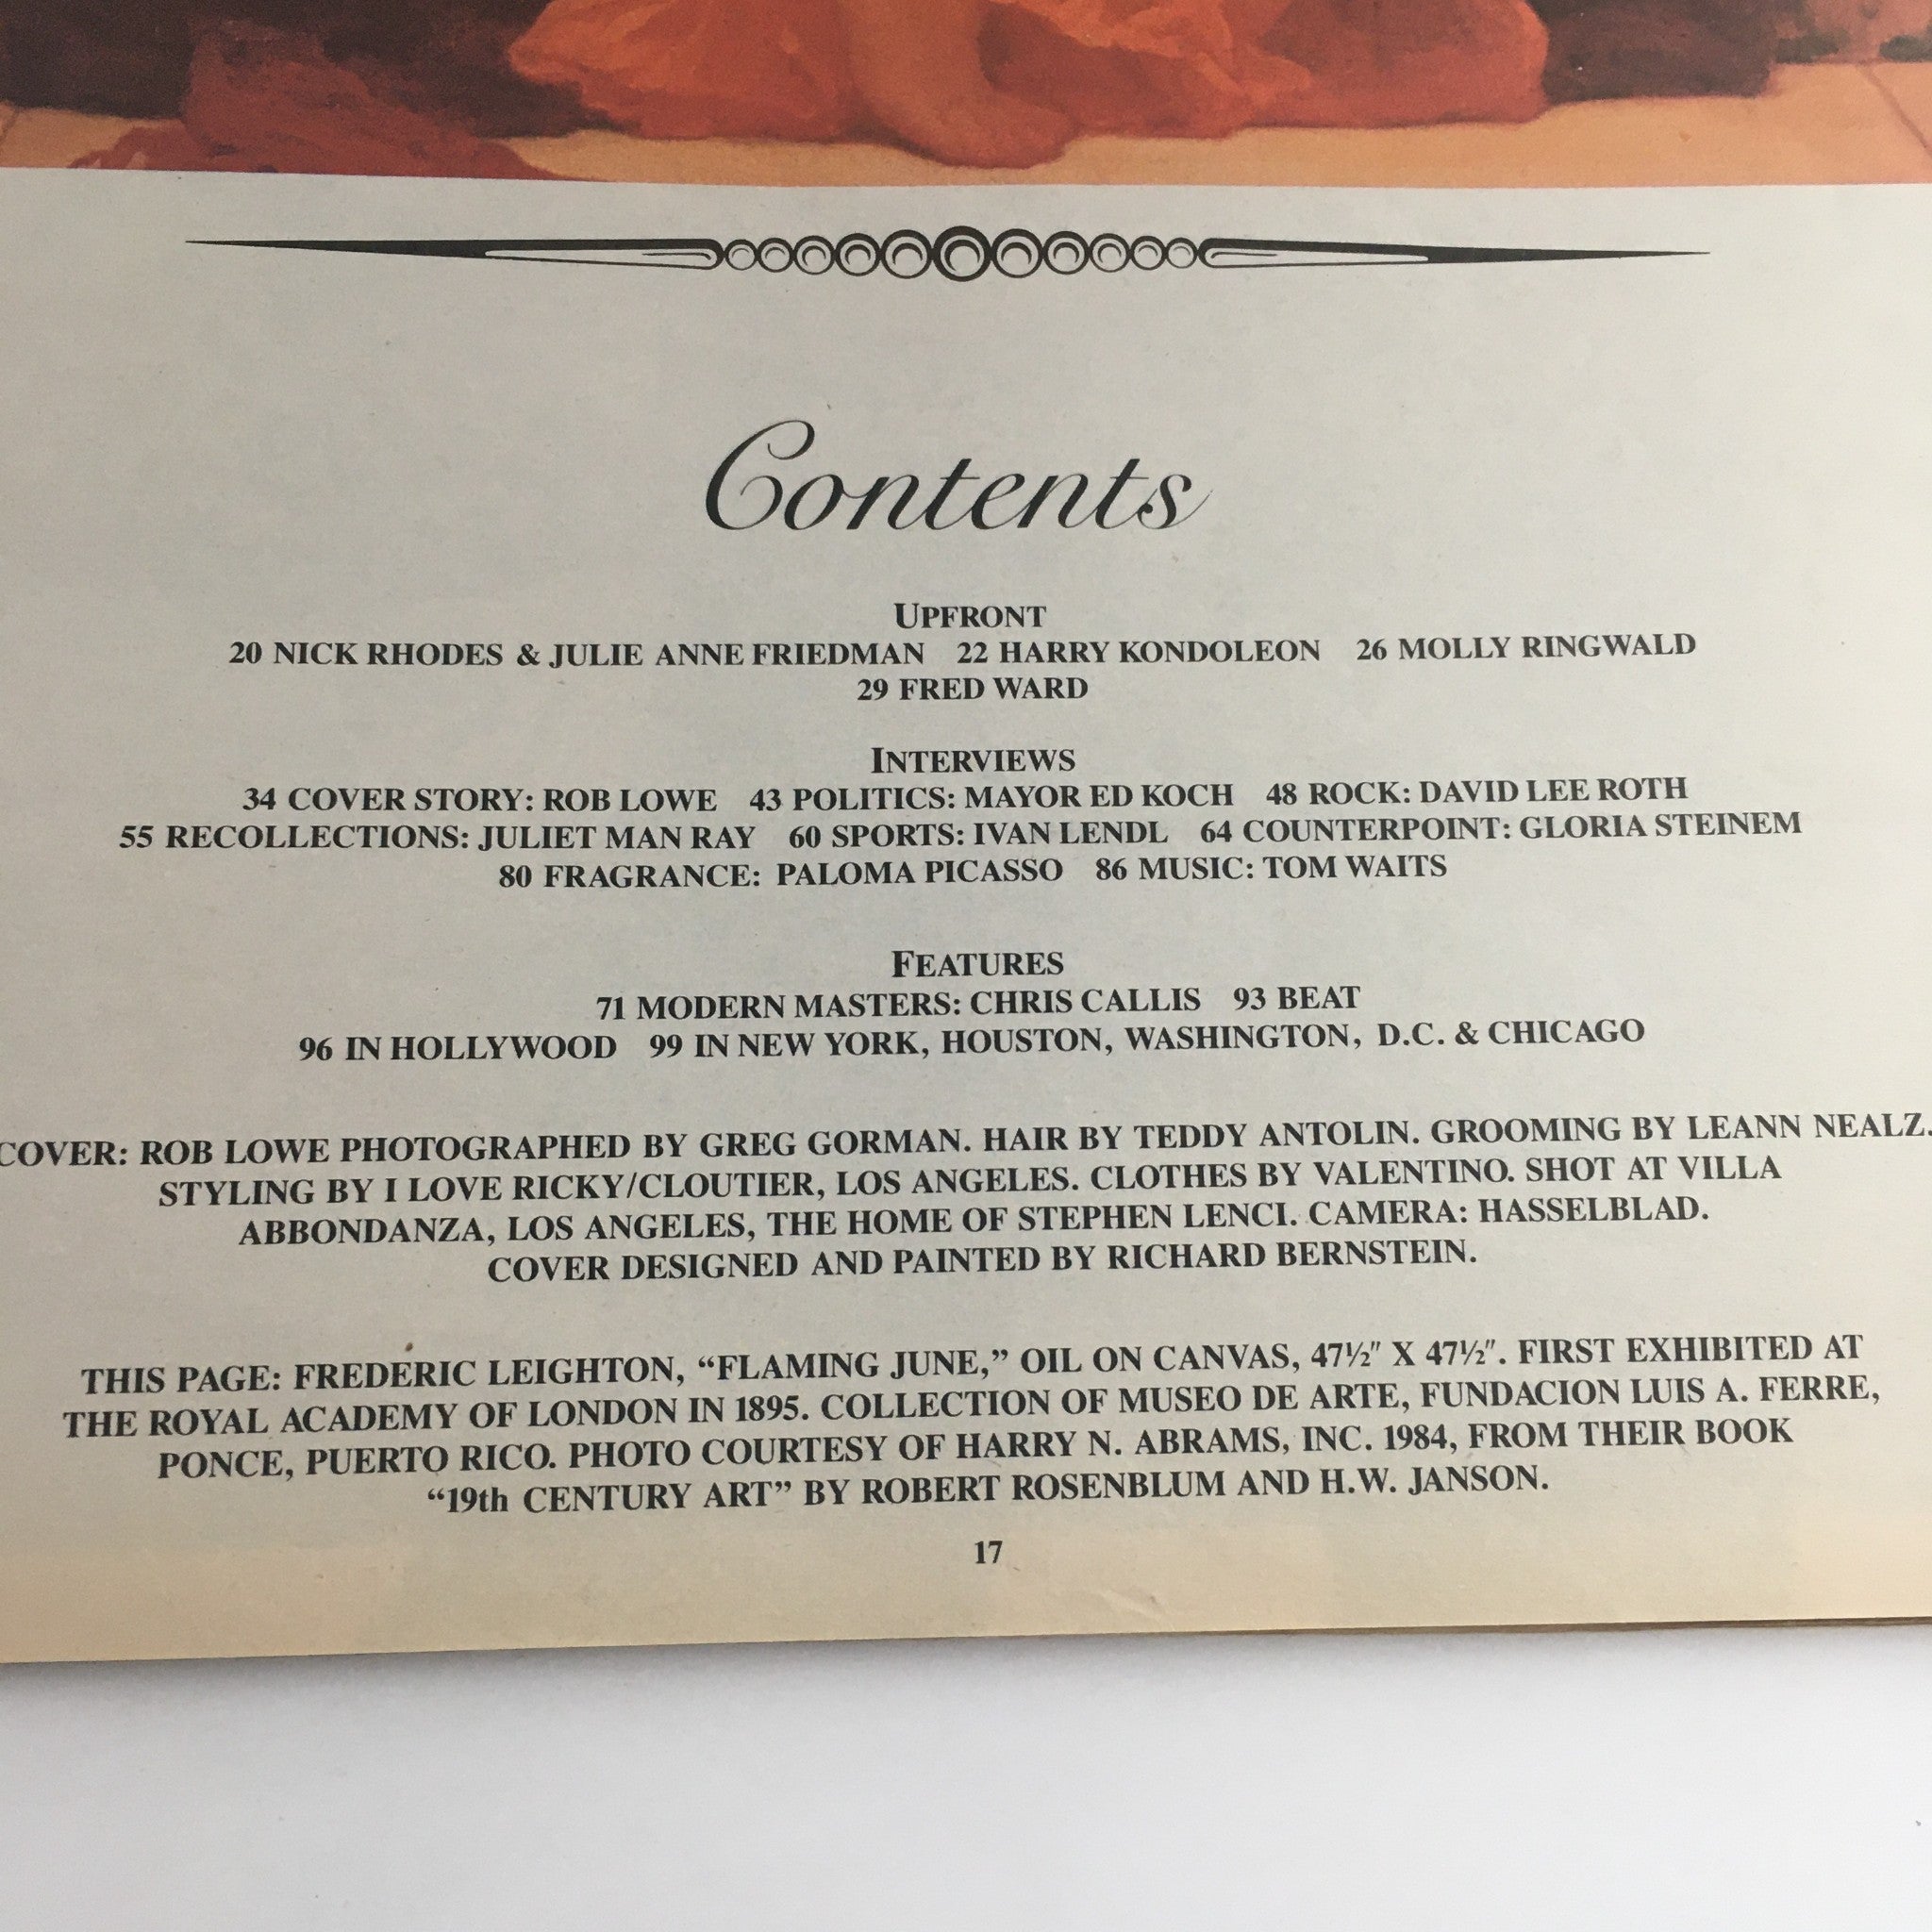 Contents
UPFRONT
20 NICK RHODES & JULIE ANNE FRIEDMAN 22 HARRY KONDOLEON 26 MOLLY RINGWALD
29 FRED WARD
INTERVIEWS
34 COVER STORY: ROB LOWE 43 POLITICS: MAYOR ED KOCH 48 ROCK: DAVID LEE ROTH
55 RECOLLECTIONS: JULIET MAN RAY 60 SPORTS: IVAN LENDL 64 COUNTERPOINT: GLORIA STEINEM
80 FRAGRANCE: PALOMA PICASSO 86 MUSIC: TOM WAITS
FEATURES
71 MODERN MASTERS: CHRIS CALLIS 93 BEAT
96 IN HOLLYWOOD 99 IN NEW YORK, HOUSTON, WASHINGTON, D.C. & CHICAGO
COVER: ROB LOWE PHOTOGRAPHED BY GREG GORMAN. HAIR BY TEDDY ANTOLIN. GROOMING BY LEANN NEALZ.
STYLING BY I LOVE RICKY/CLOUTIER, LOS ANGELES. CLOTHES BY VALENTINO. SHOT AT VILLA
ABBONDANZA, LOS ANGELES, THE HOME OF STEPHEN LENCI. CAMERA: HASSELBLAD.
COVER DESIGNED AND PAINTED BY RICHARD BERNSTEIN.
THIS PAGE: FREDERIC LEIGHTON, “FLAMING JUNE,” OIL ON CANVAS, 47½″ X 47½″. FIRST EXHIBITED AT
THE ROYAL ACADEMY OF LONDON IN 1895. COLLECTION OF MUSEO DE ARTE, FUNDACION LUIS A. FERRE,
PONCE, PUERTO RICO. PHOTO COURTESY OF HARRY N. ABRAMS, INC. 1984, FROM THEIR BOOK
“19th CENTURY ART” BY ROBERT ROSENBLUM AND H.W. JANSON.
17